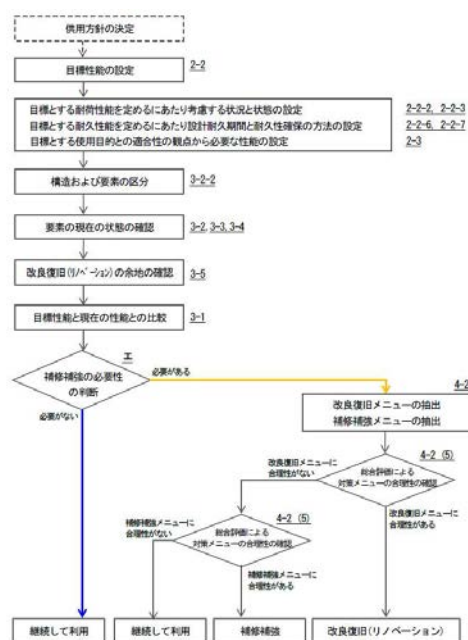 供用方針の決定
目標性能の設定
2-2
目標とする耐荷性能を定めるにあたり考慮する状況と状態の設定
2-2-2, 2-2-3
目標とする耐久性能を定めるにあたり設計耐久期間と耐久性確保の方法の設定
2-2-6, 2-2-7
目標とする使用目的との適合性の観点から必要な性能の設定
2-3
構造および要素の区分
3-2-2
要素の現在の状態の確認
3-2, 3-3, 3-4
改良復旧(リノベーション)の余地の確認
3-5
目標性能と現在の性能との比較
3-1
エ
補修補強の必要性
の判断
必要がある
必要がない
4-2
改良復旧メニューの抽出
補修補強メニューの抽出
4-2 (5)
総合評価による
対策メニューの合理性の確認
改良復旧メニューに
合理性がない
改良復旧メニューに
合理性がある
4-2 (5)
総合評価による
対策メニューの合理性の確認
補修補強メニューに
合理性がない
補修補強メニューに
合理性がある
継続して利用
継続して利用
補修補強
改良復旧(リノベーション)